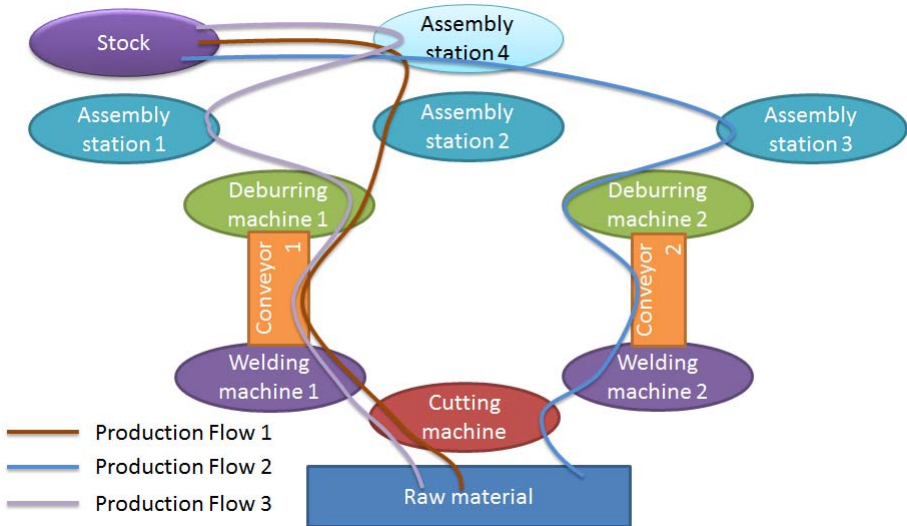 Stock
Assembly
station 4
Assembly
station 1
Assembly
station 2
Assembly
station 3
Deburring
machine 1
Deburring
machine 2
Conveyor
1
Conveyor
2
Welding
machine 1
Welding
machine 2
Cutting
machine
Production Flow 1
Production Flow 2
Production Flow 3
Raw material